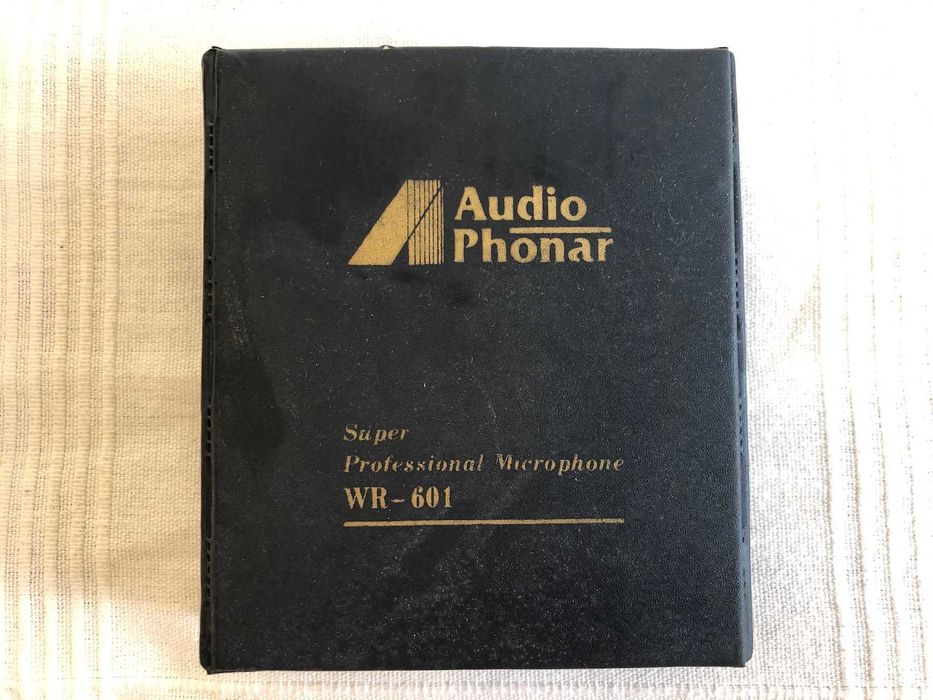 Audio
Phonar
Super
Professional Microphone
WR-601